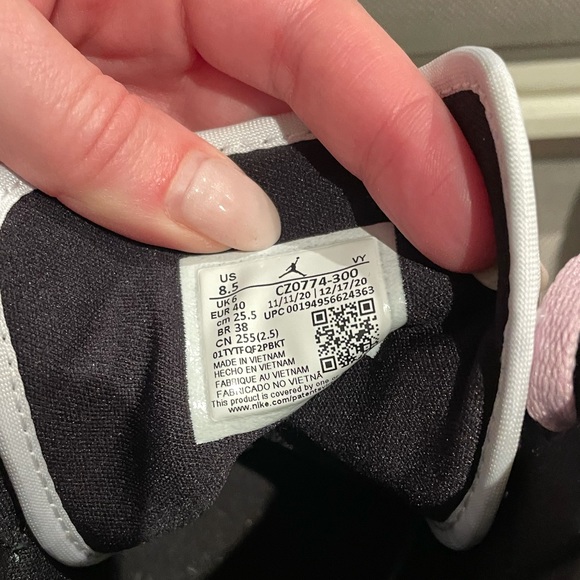 US
8.5
UK 6
EUR 40
cm 25.5
BR 38
CN 255(2.5)
VY
CZ0774-300
11/11/20 | 12/17/20
UPC 00194956624363
01TYTFQF2PBKT
MADE IN VIETNAM
HECHO EN VIETNAM
FABRIQUE AU VIETNAM
FABRICADO NO VIETNÃ
This product is covered by one
www.nike.com/patents